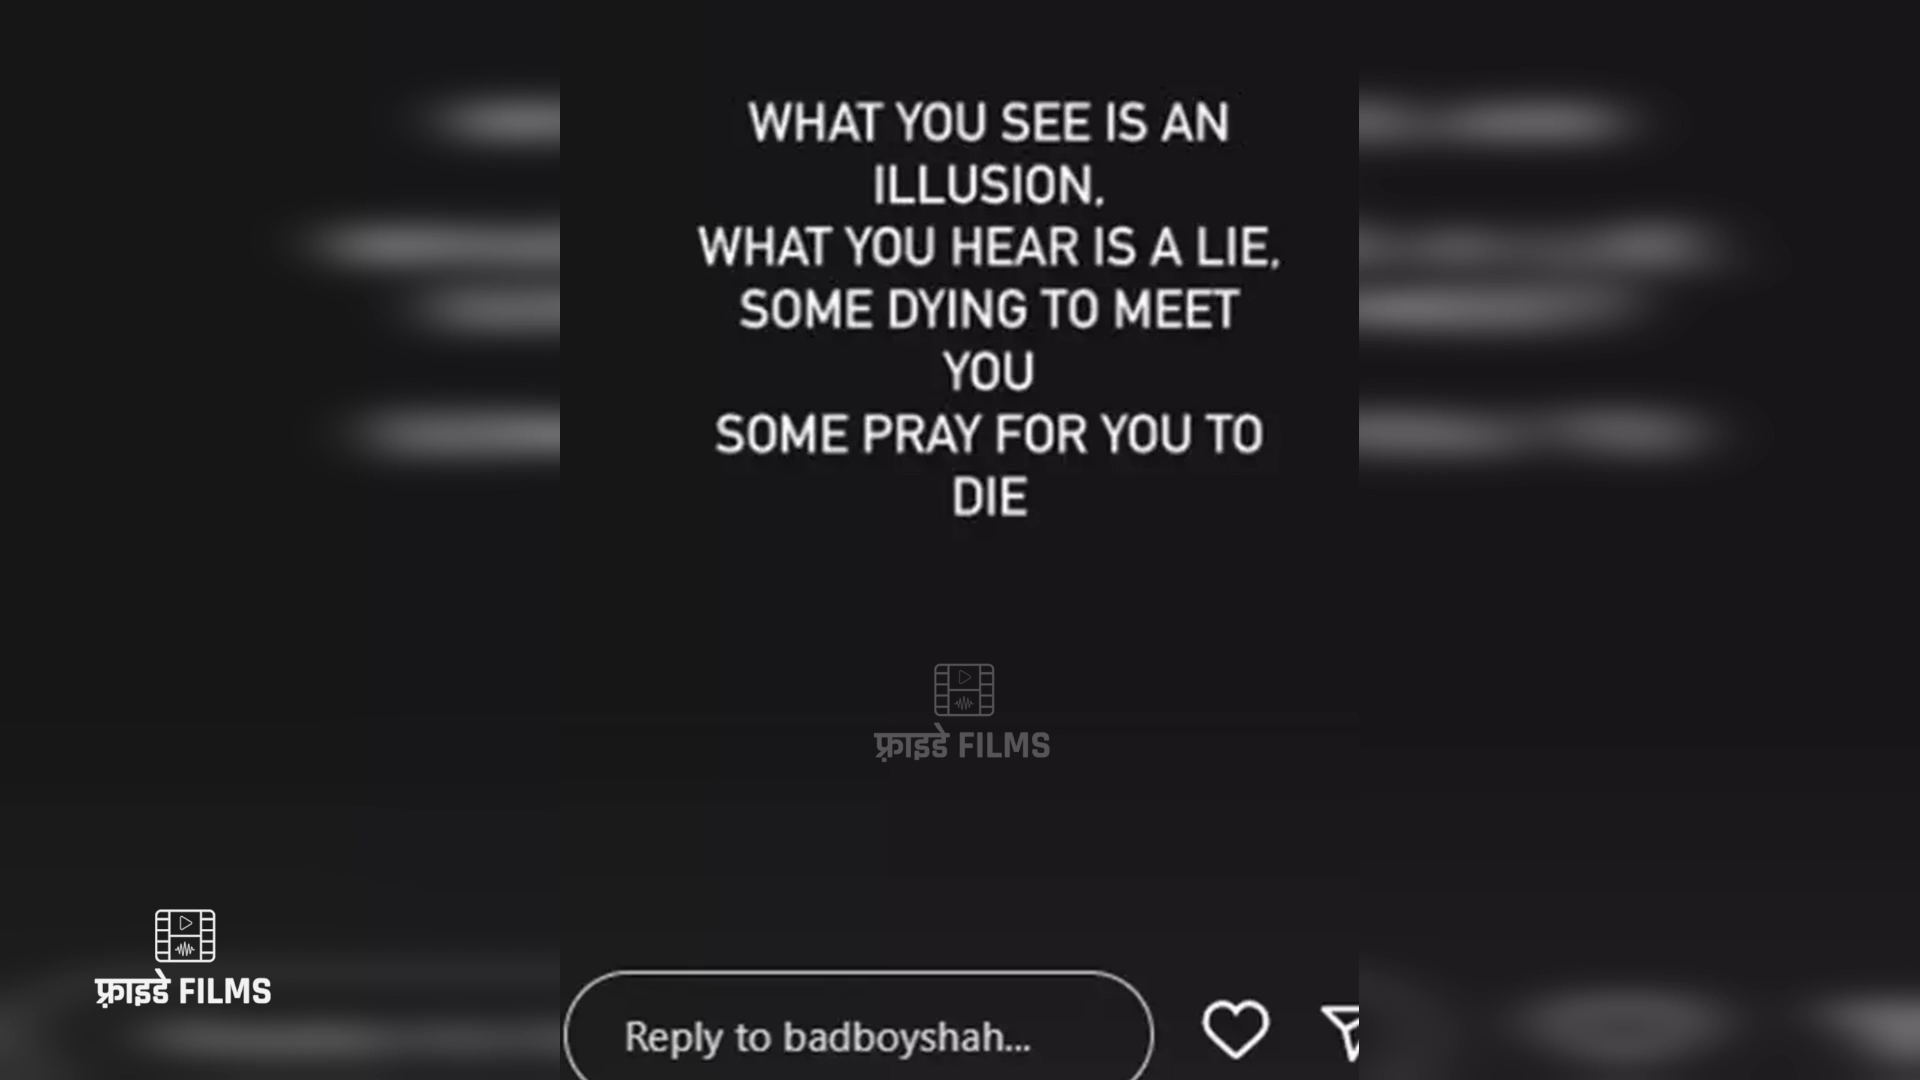 WHAT YOU SEE IS AN
ILLUSION,
WHAT YOU HEAR IS A LIE,
SOME DYING TO MEET
YOU
SOME PRAY FOR YOU TO
DIE
फ्राइडे FILMS
फ्राइडे FILMS
Reply to badboyshah...